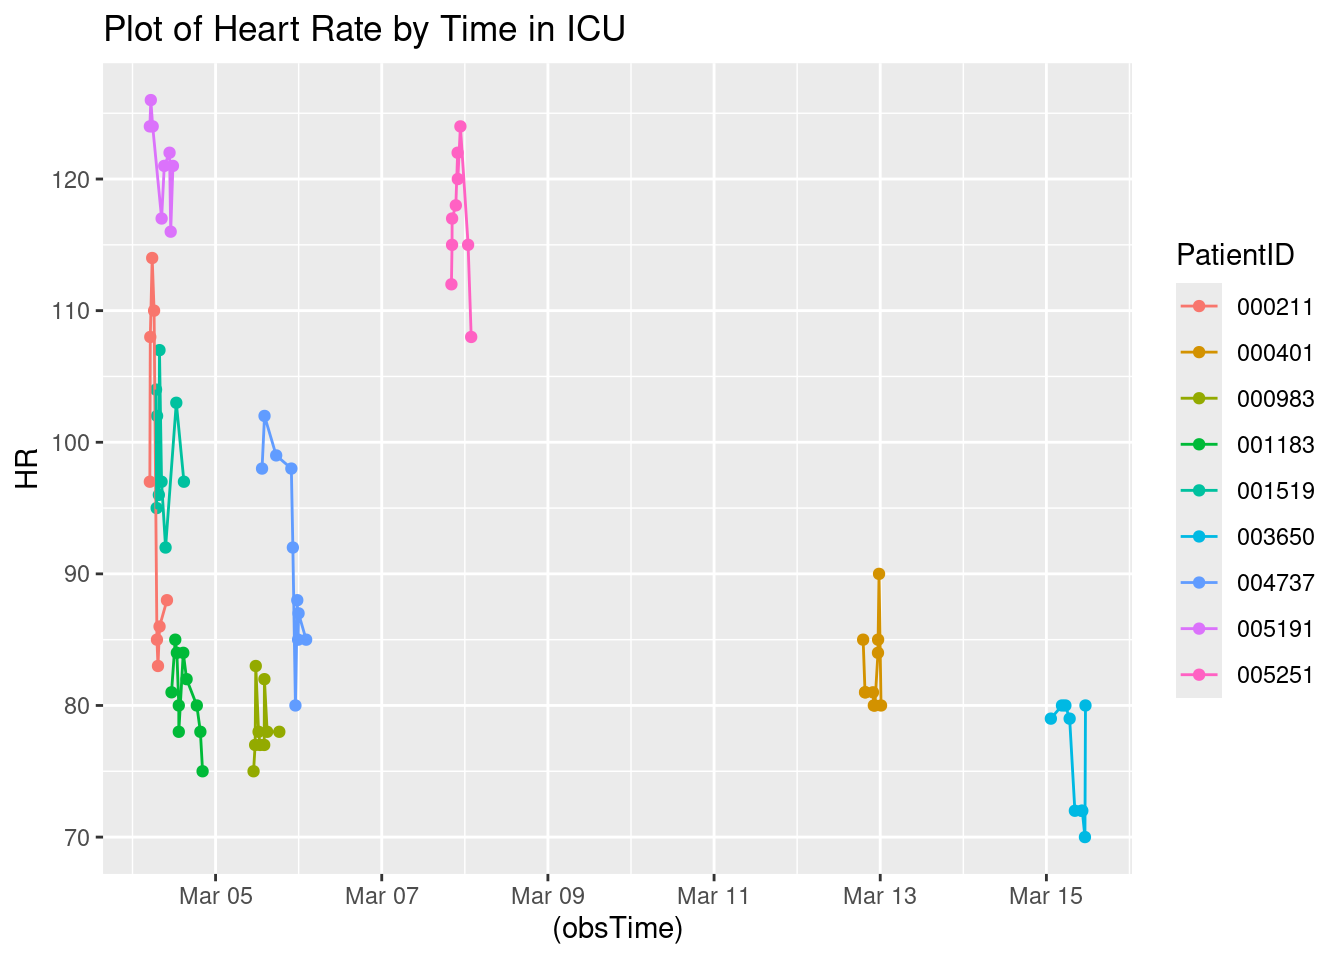 Plot of Heart Rate by Time in ICU
HR
120
110
100
90
80
70
Mar 05
Mar 07
Mar 09
Mar 11
Mar 13
Mar 15
(obsTime)
PatientID
000211
000401
000983
001183
001519
003650
004737
005191
005251